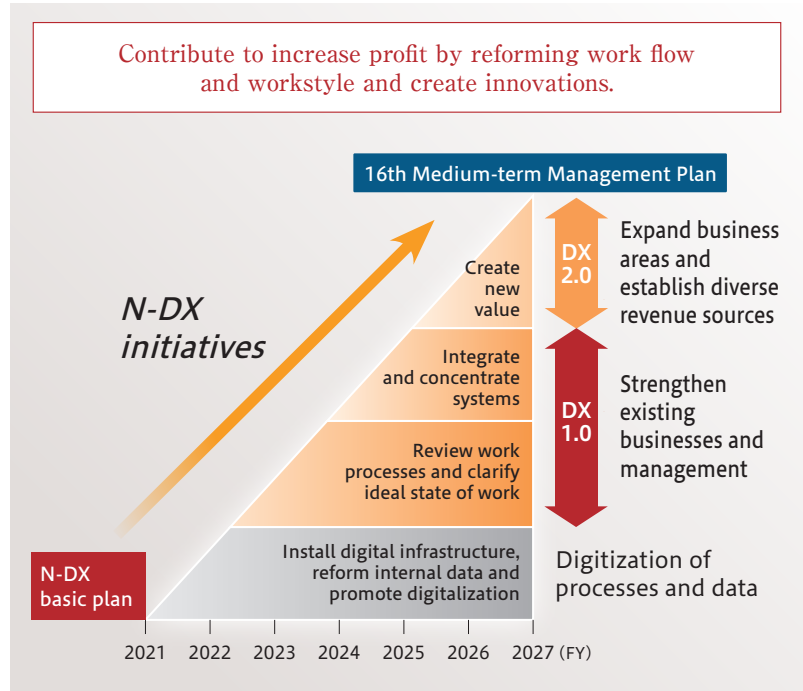 Contribute to increase profit by reforming work flow
and workstyle and create innovations.
16th Medium-term Management Plan
N-DX
initiatives
Create
new
value
DX
2.0
Expand business
areas and
establish diverse
revenue sources
Integrate
and concentrate
systems
Review work
processes and clarify
ideal state of work
DX
1.0
Strengthen
existing
businesses and
management
N-DX
basic plan
Install digital infrastructure,
reform internal data and
promote digitalization
Digitization of
processes and data
2021 2022 2023 2024 2025 2026 2027 (FY)